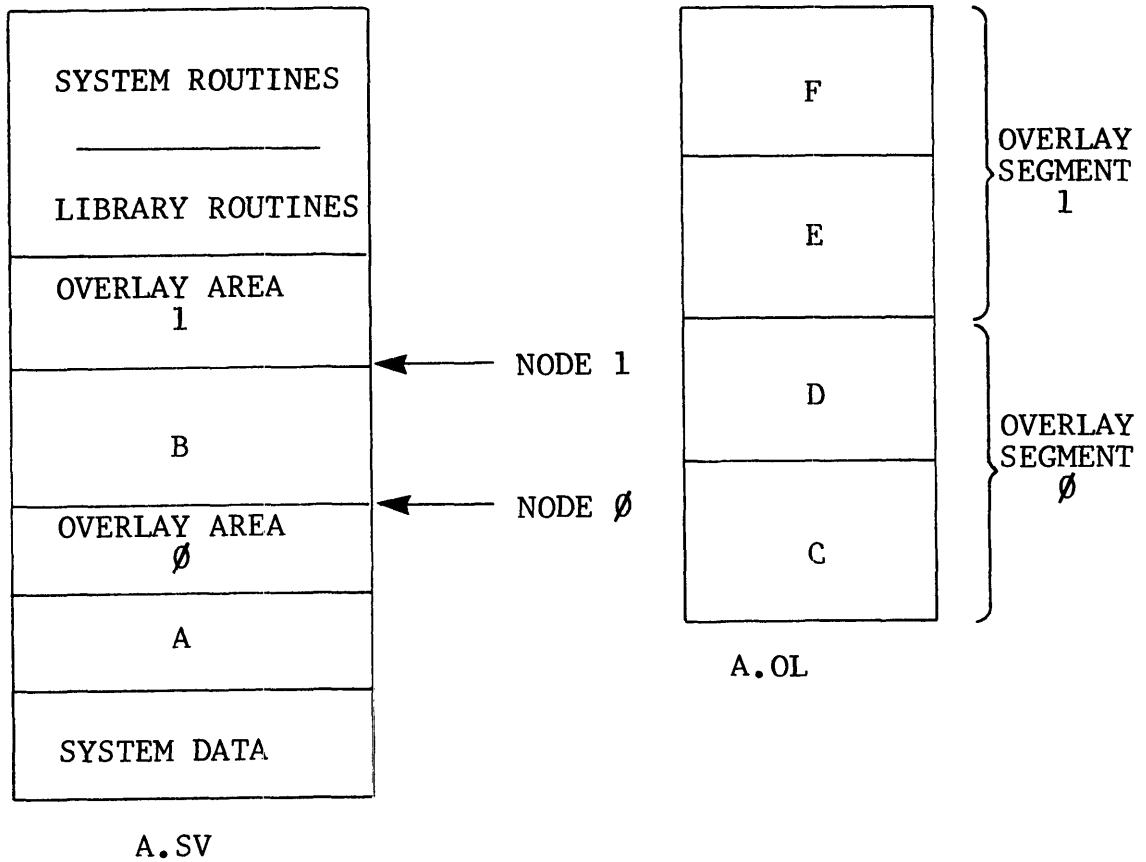 SYSTEM ROUTINES
LIBRARY ROUTINES
OVERLAY AREA
1
B
OVERLAY AREA
Ø
A
SYSTEM DATA
A.SV
NODE 1
NODE Ø
F
E
D
C
A.OL
OVERLAY
SEGMENT
1
OVERLAY
SEGMENT
Ø